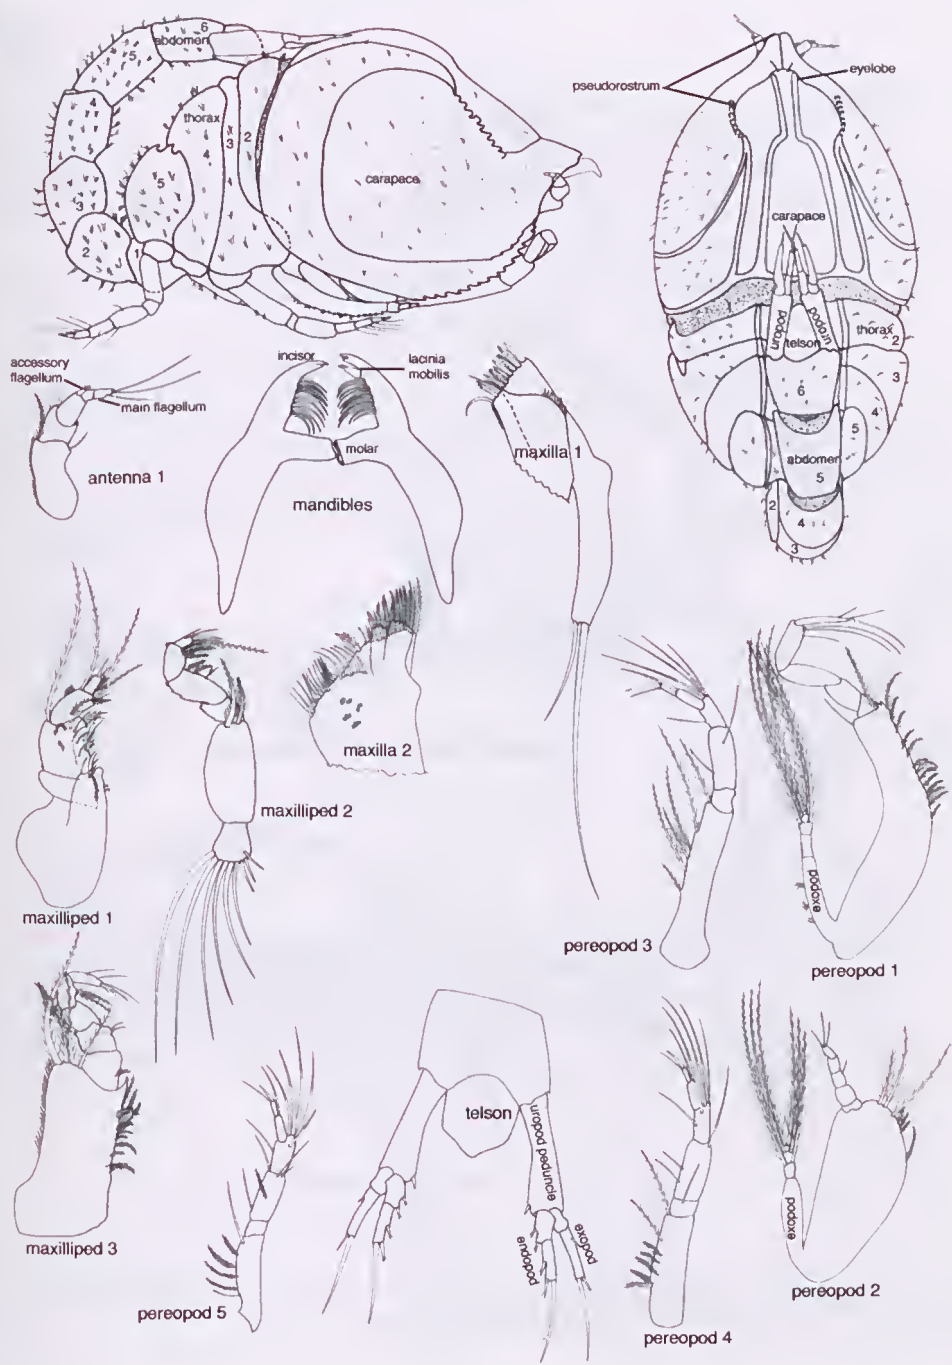 6
abdomen
5
4
thorax
4
3
2
carapace
5
3
2
1
pseudorostrum
eyelobe
carapace
uropod
uropod
telson
thorax
2
3
6
4
5
abdomen
5
2
4
3
accessory
flagellum
main flagellum
antenna 1
incisor
lacinia
mobilis
molar
mandibles
maxilla 1
maxilliped 1
maxilliped 2
maxilla 2
pereopod 3
exopod
pereopod 1
maxilliped 3
pereopod 5
telson
uropod peduncle
endopod
exopod
pereopod 4
exopod
pereopod 2